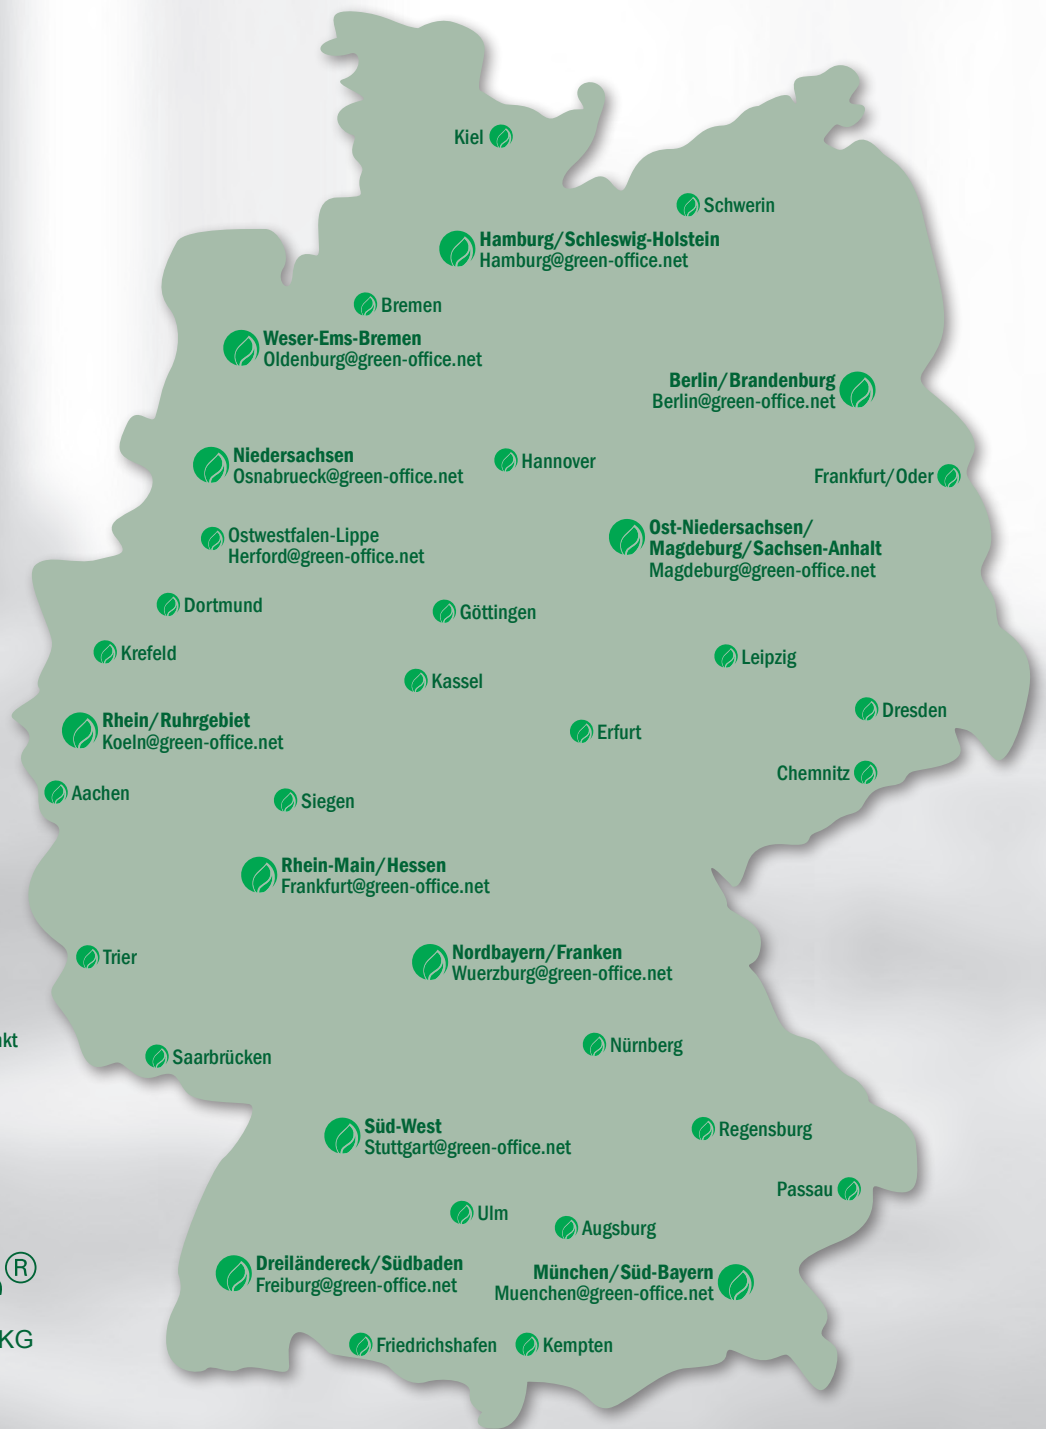 Kiel
Schwerin
Hamburg/Schleswig-Holstein
Hamburg@green-office.net
Bremen
Weser-Ems-Bremen
Oldenburg@green-office.net
Berlin/Brandenburg
Berlin@green-office.net
Niedersachsen
Osnabrueck@green-office.net
Hannover
Frankfurt/Oder
Ostwestfalen-Lippe
Herford@green-office.net
Ost-Niedersachsen/
Magdeburg/Sachsen-Anhalt
Magdeburg@green-office.net
Dortmund
Göttingen
Krefeld
Leipzig
Kassel
Rhein/Ruhrgebiet
Koeln@green-office.net
Erfurt
Dresden
Chemnitz
Aachen
Siegen
Rhein-Main/Hessen
Frankfurt@green-office.net
Trier
Nordbayern/Franken
Wuerzburg@green-office.net
Saarbrücken
Nürnberg
Süd-West
Stuttgart@green-office.net
Regensburg
Passau
Ulm
Augsburg
Dreiländereck/Südbaden
Freiburg@green-office.net
München/Süd-Bayern
Muenchen@green-office.net
®
KG
Friedrichshafen
Kempten